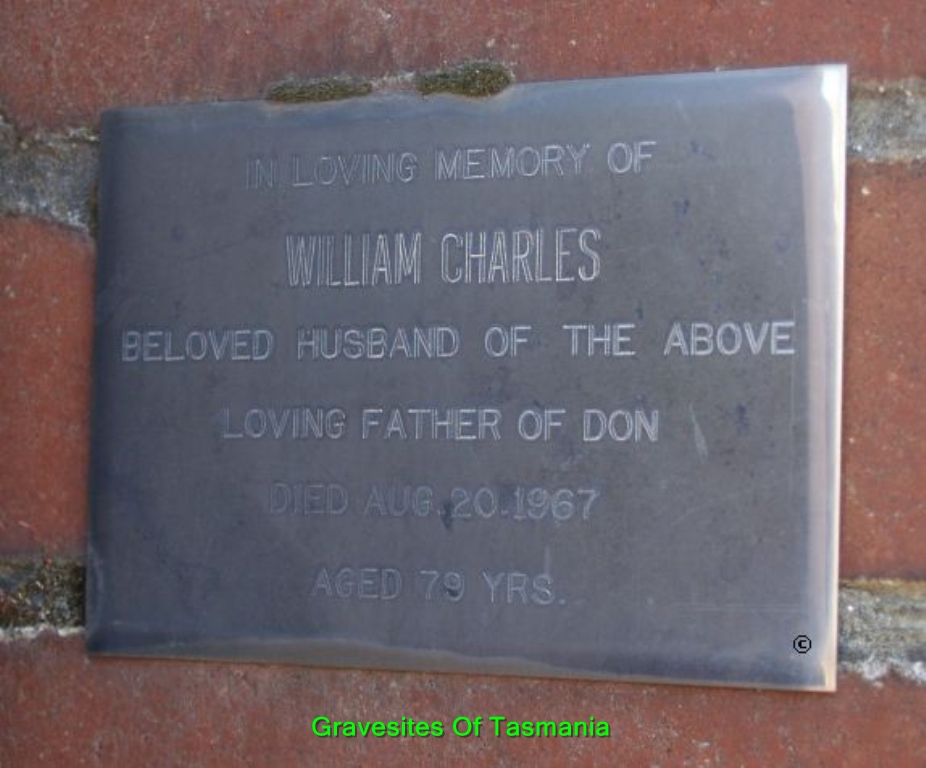 IN LOVING MEMORY OF
WILLIAM CHARLES
BELOVED HUSBAND OF THE ABOVE
LOVING FATHER OF DON
DIED AUG. 20. 1967
AGED 79 YRS.
©
Gravesites Of Tasmania